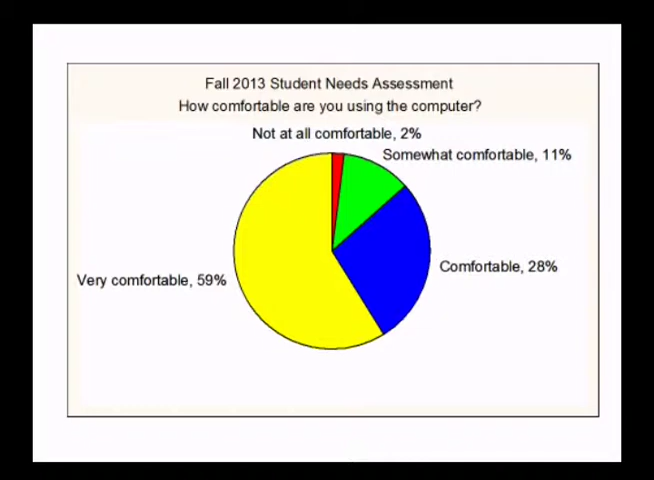 Fall 2013 Student Needs Assessment
How comfortable are you using the computer?
Not at all comfortable, 2%
Somewhat comfortable, 11%
Comfortable, 28%
Very comfortable, 59%